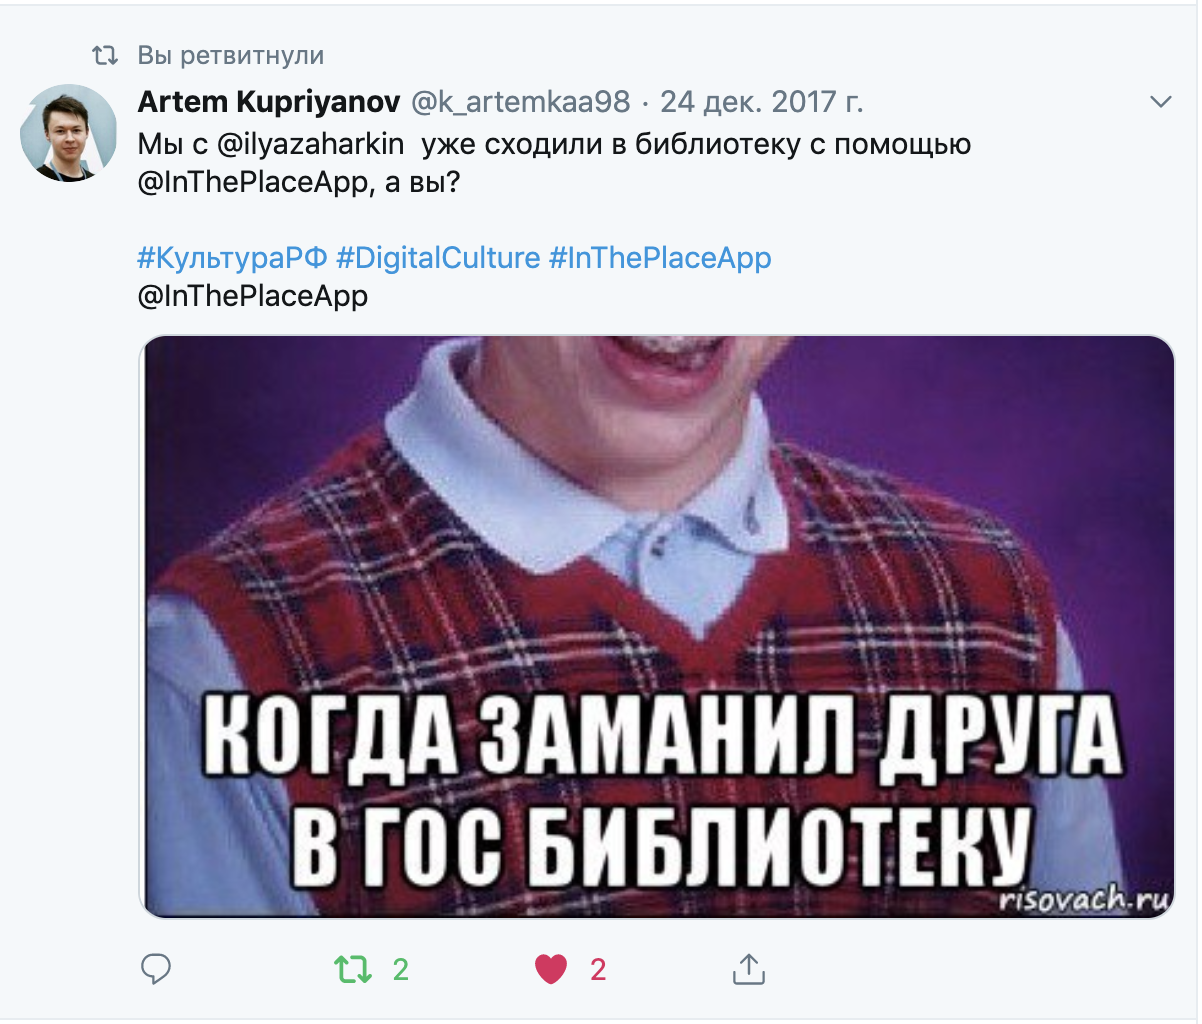 Вы ретвитнули
Artem Kupriyanov @k_artemkaa98 · 24 дек. 2017 г.
Мы с @ilyazaharkin  уже сходили в библиотеку с помощью
@InThePlaceApp, а вы?
#КультураРФ #DigitalCulture #InThePlaceApp
@InThePlaceApp
КОГДА ЗАМАНИЛ ДРУГА
В ГОС БИБЛИОТЕКУ
risovach.ru
2 2